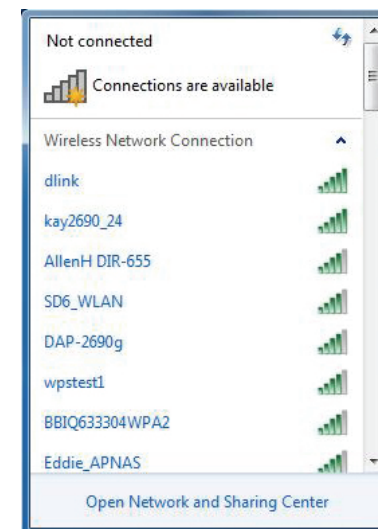 Not connected
Connections are available
Wireless Network Connection
dlink
kay2690_24
AllenH DIR-655
SD6_WLAN
DAP-2690g
wpstest1
BBIQ633304WPA2
Eddie_APNAS
Open Network and Sharing Center